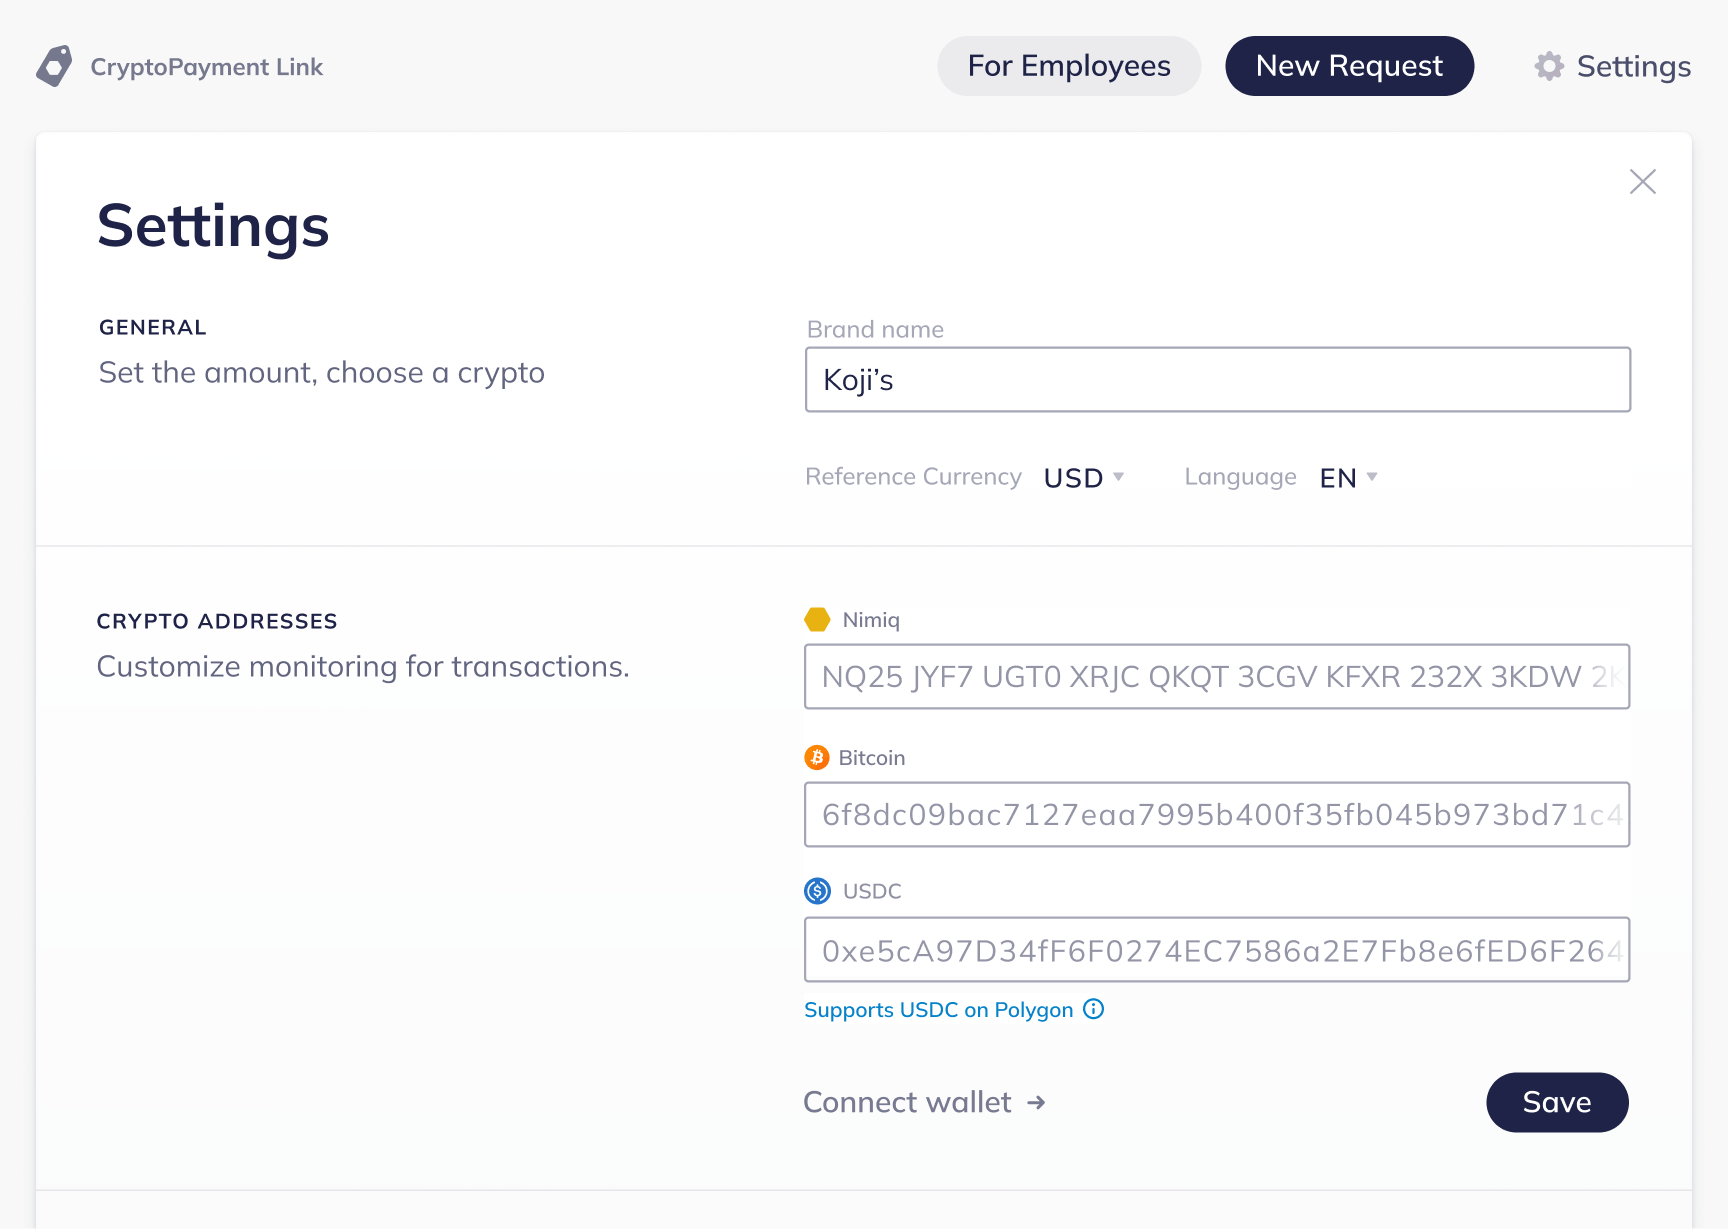 CryptoPayment Link
For Employees
New Request
Settings
Settings
GENERAL
Set the amount, choose a crypto
Brand name
Koji’s
Reference Currency USD
Language EN
CRYPTO ADDRESSES
Customize monitoring for transactions.
Nimiq
NQ25 JYF7 UGT0 XRJC QKQT 3CGV KFXR 232X 3KDW 2K
Bitcoin
6f8dc09bac7127eaa7995b400f35fb045b973bd71c4
USDC
0xe5cA97D34fF6F0274EC7586a2E7Fb8e6fED6F264
Supports USDC on Polygon
Connect wallet →
Save